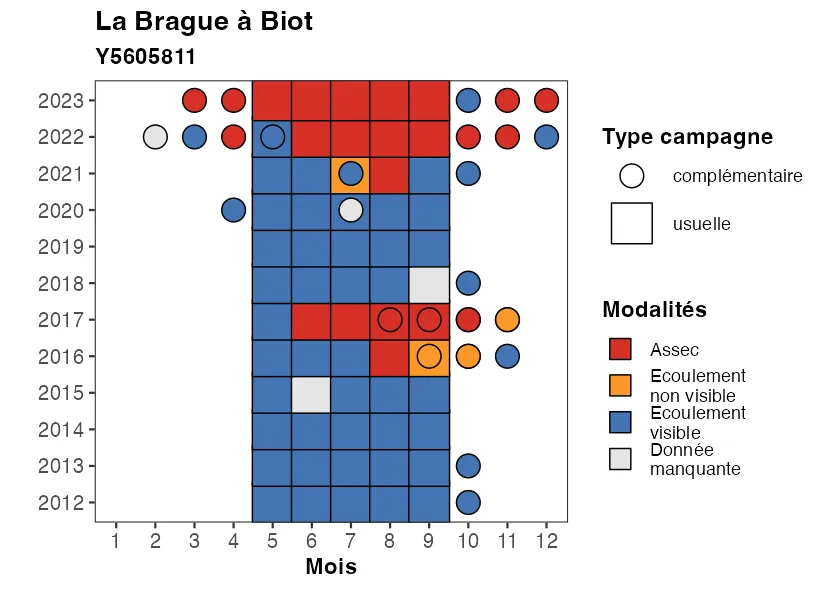 La Brague à Biot
Y5605811
2023
2022
2021
2020
2019
2018
2017
2016
2015
2014
2013
2012
1 2 3 4 5 6 7 8 9 10 11 12
Mois
Type campagne
complémentaire
usuelle
Modalités
Assec
Ecoulement
non visible
Ecoulement
visible
Donnée
manquante